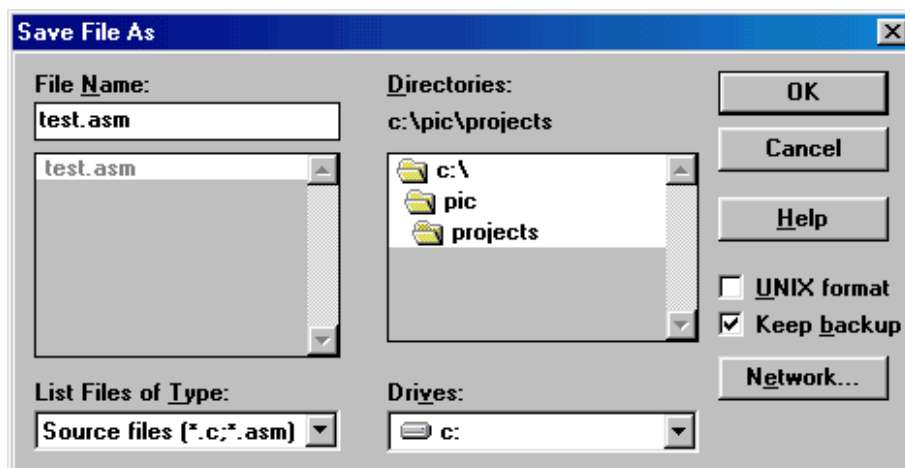 Save File As
File Name:
test.asm
test.asm
List Files of Type:
Source files (*.c;*.asm)
Directories:
c:\pic\projects
c:\
pic
projects
Drives:
c:
OK
Cancel
Help
UNIX format
Keep backup
Network...